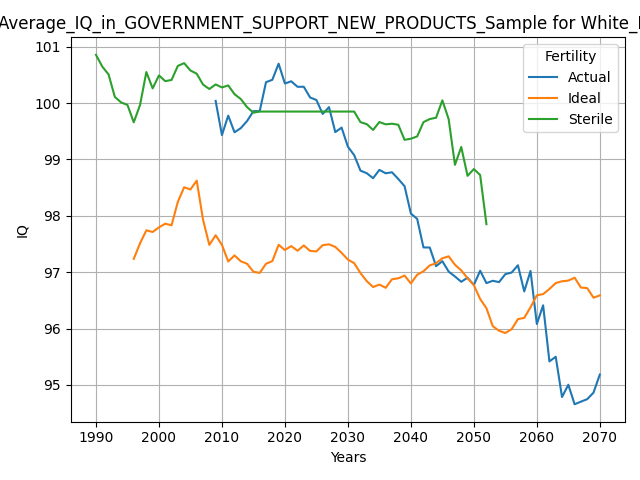 Average_IQ_in_GOVERNMENT_SUPPORT_NEW_PRODUCTS_Sample for White_
Fertility
Actual
Ideal
Sterile
IQ
101
100
99
98
97
96
95
1990
2000
2010
2020
2030
2040
2050
2060
2070
Years